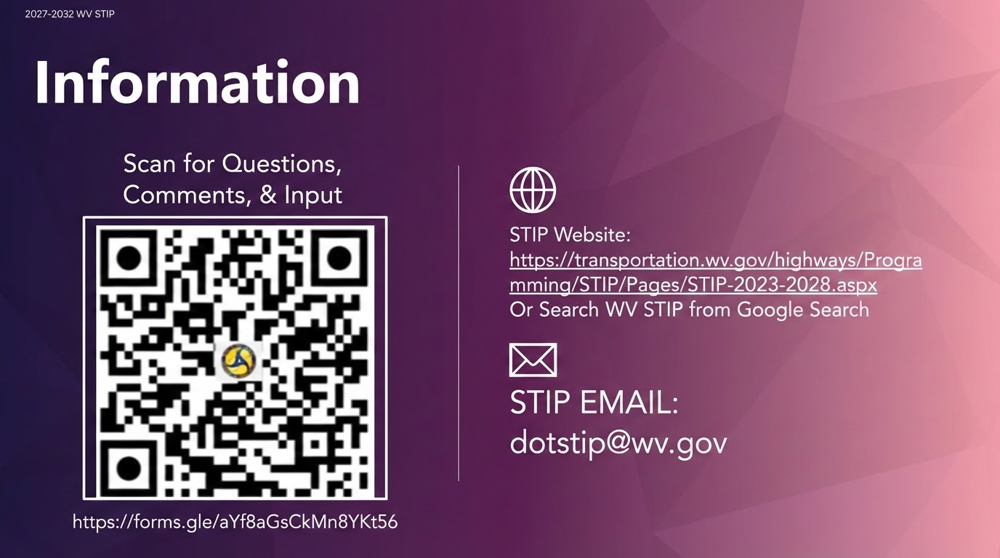 2027-2032 WV STIP
Information
Scan for Questions,
Comments, & Input
https://forms.gle/aYf8aGsCkMn8YKt56
STIP Website:
https://transportation.wv.gov/highways/Progra
mming/STIP/Pages/STIP-2023-2028.aspx
Or Search WV STIP from Google Search
STIP EMAIL:
dotstip@wv.gov